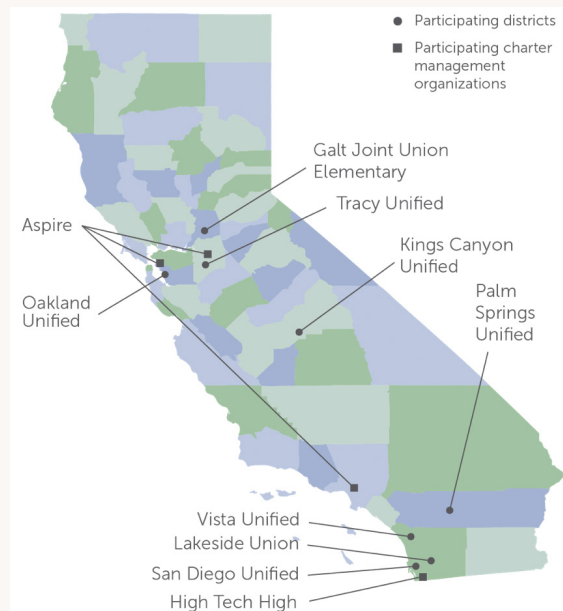 Participating districts
Participating charter
management
organizations
Galt Joint Union
Elementary
Tracy Unified
Aspire
Kings Canyon
Unified
Oakland
Unified
Palm
Springs
Unified
Vista Unified
Lakeside Union
San Diego Unified
High Tech High